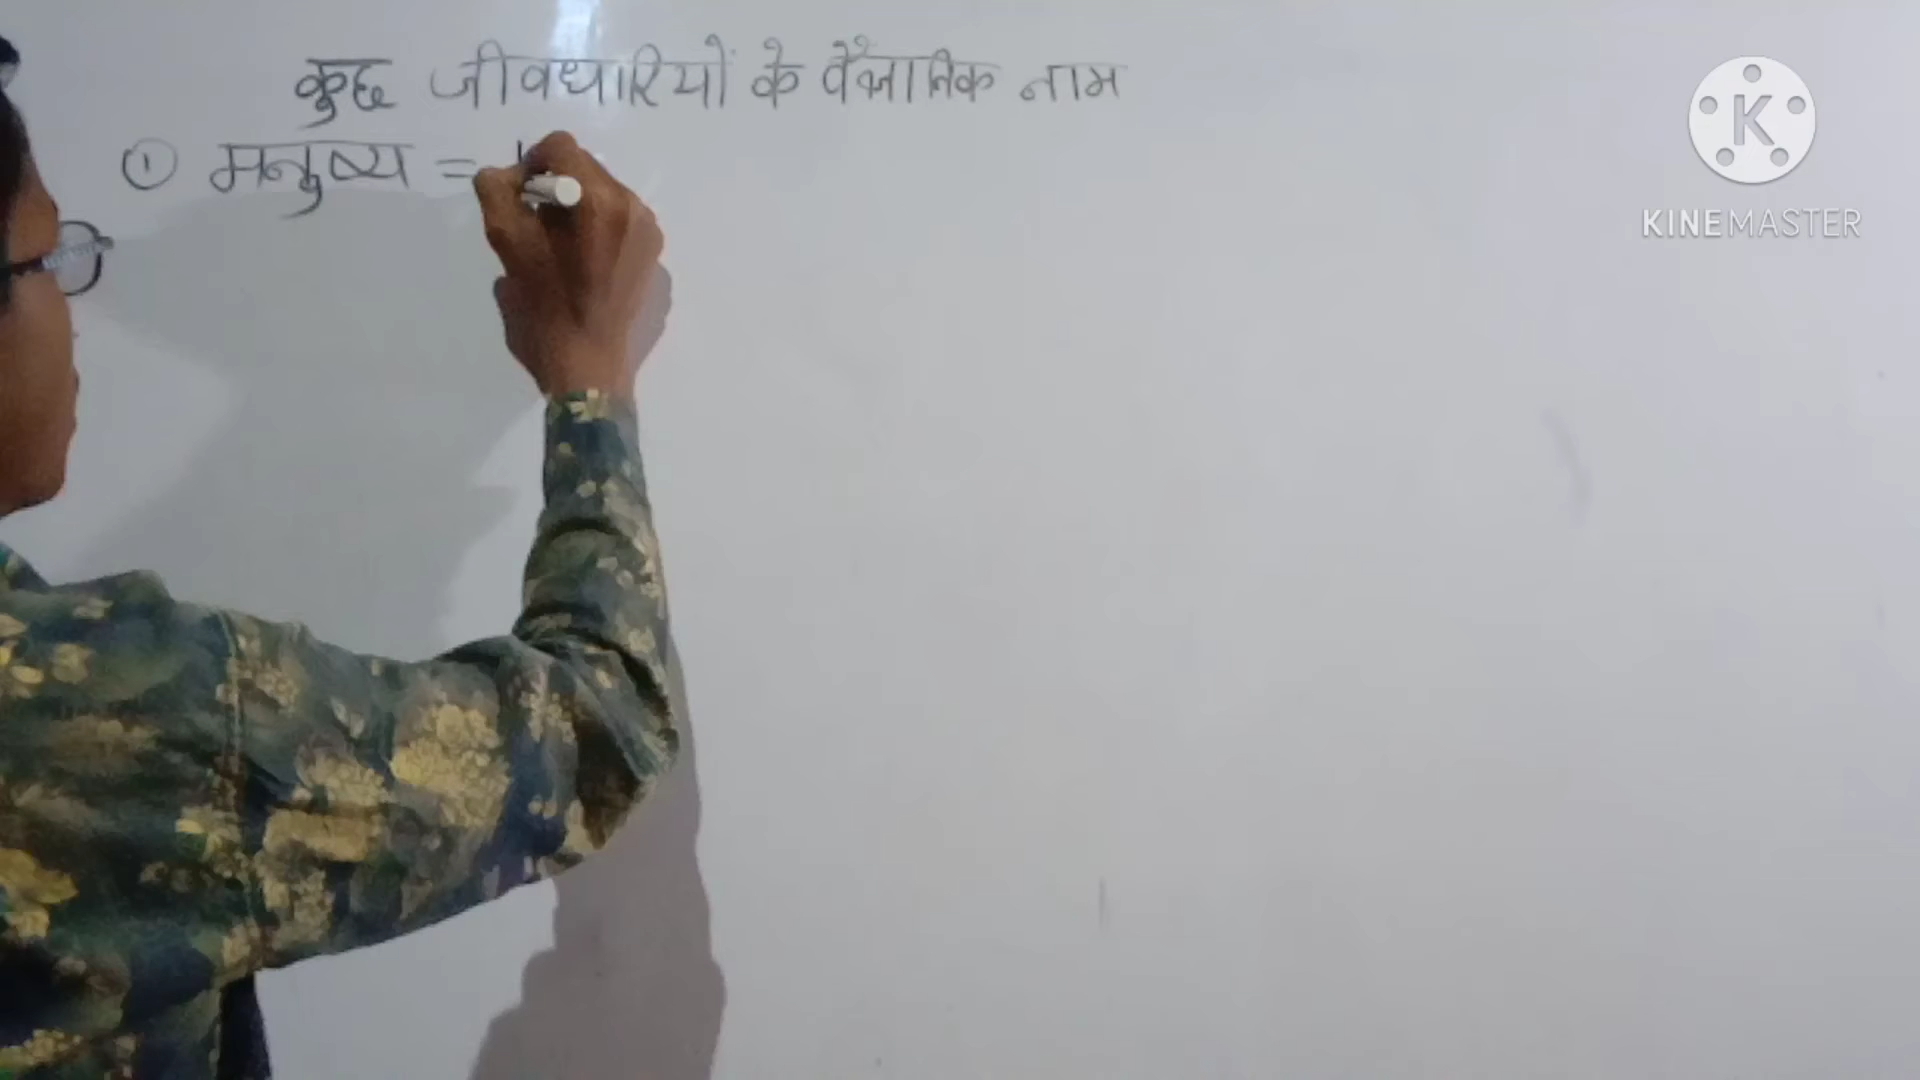 कुछ जीवधारियों के वैज्ञानिक नाम
① मनुष्य =
K
KINEMASTER